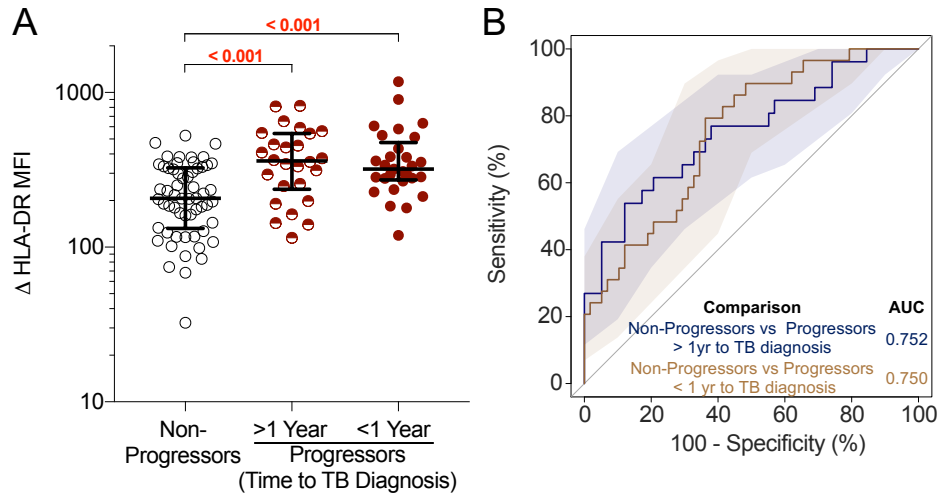 A
< 0.001
< 0.001
Δ HLA-DR MFI
1000
100
10
Non-
Progressors
>1 Year
<1 Year
Progressors
(Time to TB Diagnosis)
B
Sensitivity (%)
100
80
60
40
20
0
Comparison
AUC
Non-Progressors vs Progressors
> 1yr to TB diagnosis
0.752
Non-Progressors vs Progressors
< 1 yr to TB diagnosis
0.750
0
20
40
60
80
100
100 - Specificity (%)